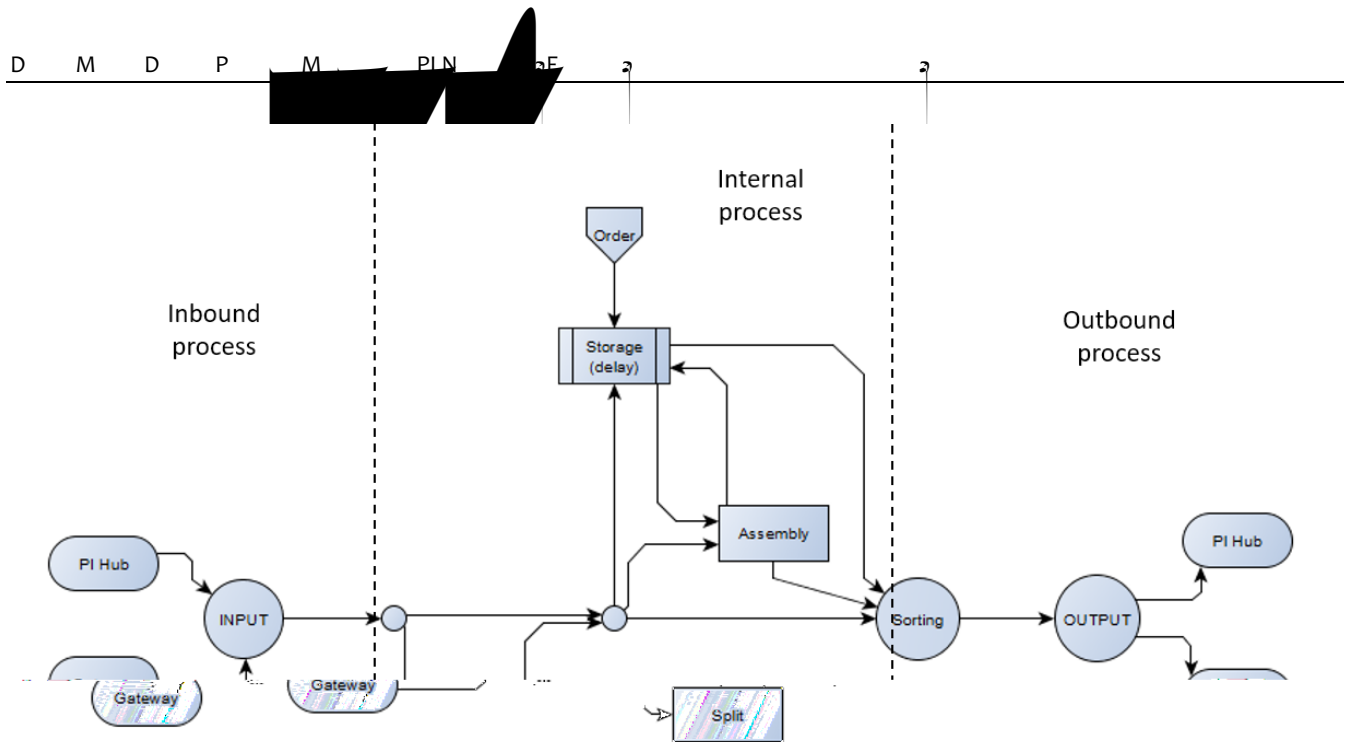 D M D P M PI N F
Internal
process
Order
Inbound
process
Outbound
process
Storage
(delay)
Assembly
PI Hub
PI Hub
INPUT
Sorting
OUTPUT
Gateway
Gateway
Split